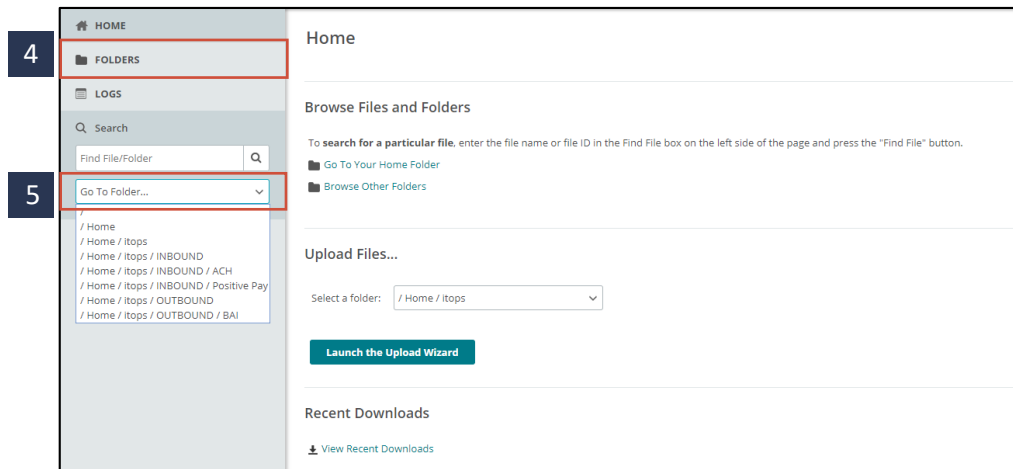 HOME
4
FOLDERS
LOGS
Search
Find File/Folder
5
Go To Folder...
/
/ Home
/ Home / itops
/ Home / itops / INBOUND
/ Home / itops / INBOUND / ACH
/ Home / itops / INBOUND / Positive Pay
/ Home / itops / OUTBOUND
/ Home / itops / OUTBOUND / BAI
Home
Browse Files and Folders
To search for a particular file, enter the file name or file ID in the Find File box on the left side of the page and press the "Find File" button.
Go To Your Home Folder
Browse Other Folders
Upload Files...
Select a folder: / Home / itops
Launch the Upload Wizard
Recent Downloads
View Recent Downloads